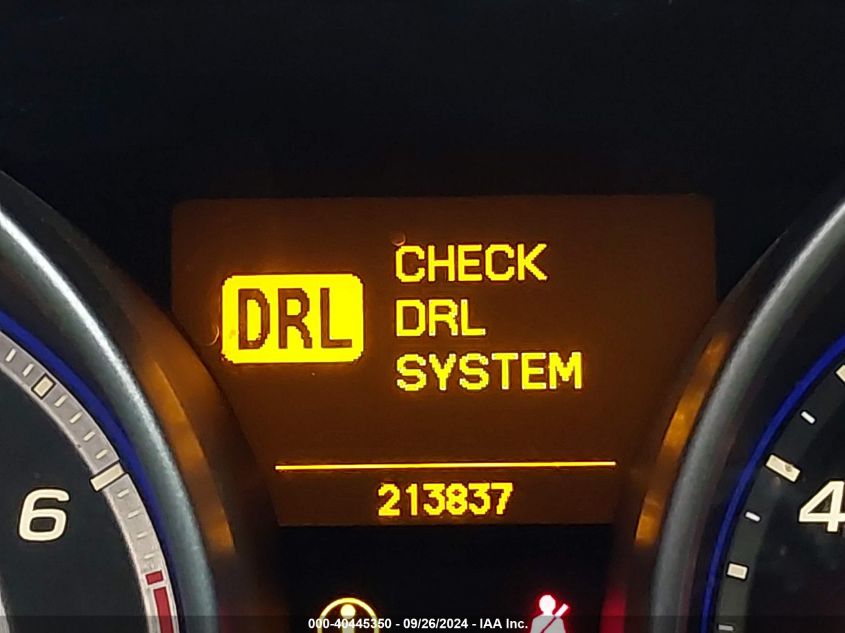 DRL
CHECK
DRL
SYSTEM
213837
6
4
000-40445350 - 09/26/2024 - IAA Inc.